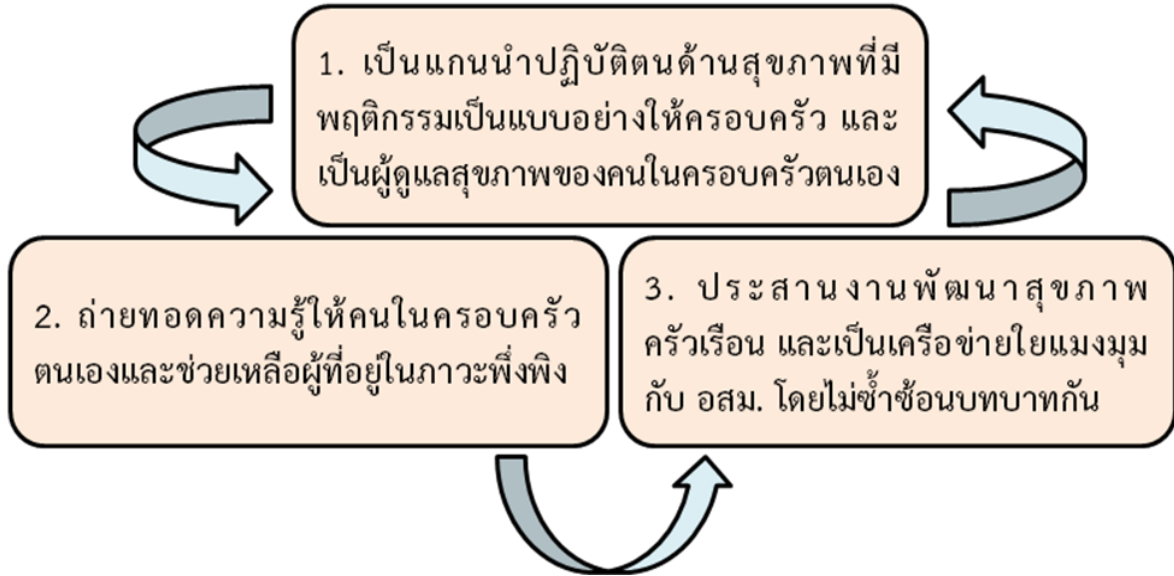 1. เป็นแกนนำปฏิบัติตนด้านสุขภาพที่มี
พฤติกรรมเป็นแบบอย่างให้ครอบครัว และ
เป็นผู้ดูแลสุขภาพของคนในครอบครัวตนเอง
2. ถ่ายทอดความรู้ให้คนในครอบครัว
ตนเองและช่วยเหลือผู้ที่อยู่ในภาวะพึ่งพิง
3. ประสานงานพัฒนาสุขภาพ
ครัวเรือน และเป็นเครือข่ายใยแมงมุม
กับ อสม. โดยไม่ซ้ำซ้อนบทบาทกัน